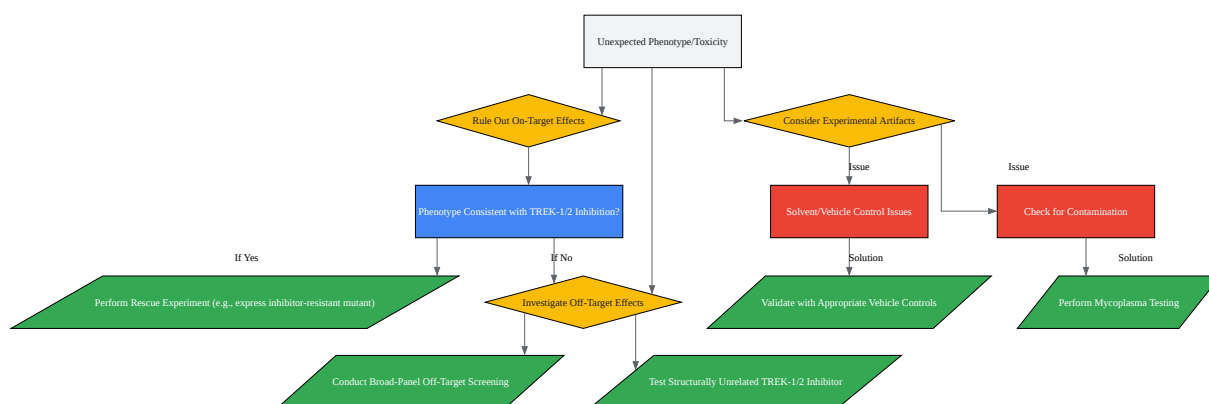 Unexpected Phenotype/Toxicity
Rule Out On-Target Effects
Consider Experimental Artifacts
Issue
Issue
Phenotype Consistent with TREK-1/2 Inhibition?
Solvent/Vehicle Control Issues
Check for Contamination
If Yes
If No
Solution
Solution
Perform Rescue Experiment (e.g., express inhibitor-resistant mutant)
Investigate Off-Target Effects
Validate with Appropriate Vehicle Controls
Perform Mycoplasma Testing
Conduct Broad-Panel Off-Target Screening
Test Structurally Unrelated TREK-1/2 Inhibitor